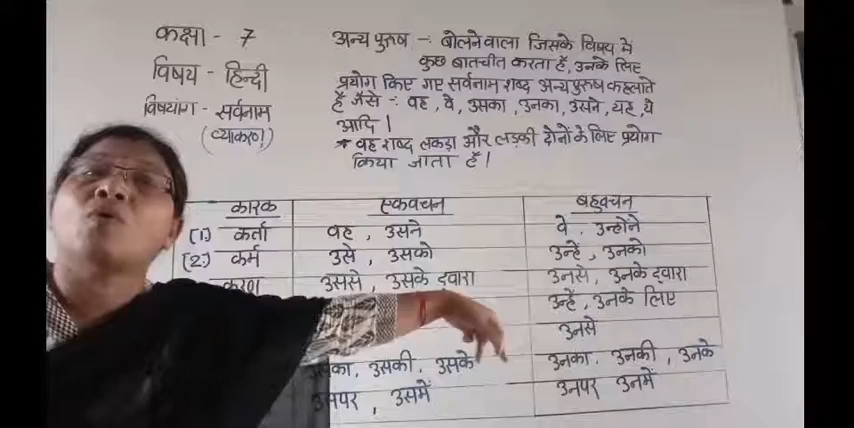 कक्षा - 7
विषय - हिन्दी
विषयांग - सर्वनाम
(व्याकरण)
अन्य पुरुष -: बोलने वाला जिसके विषय में
कुछ बातचीत करता हैं, उनके लिए
प्रयोग किए गए सर्वनाम शब्द अन्य पुरुष कहलाते
हैं जैसे -: वह, वे, उसका, उनका, उसने, यह, ये
आदि।
* वह शब्द लकड़ा और लड़की दोनों के लिए प्रयोग
किया जाता हैं।
कारक एकवचन बहुवचन
(1) कर्ता वह, उसने वे, उन्होंने
(2) कर्म उसे, उसको उन्हें, उनको
करण उससे, उसके द्वारा उनसे, उनके द्वारा
उन्हें, उनके लिए
उनसे
उसका, उसकी, उसके उनका, उनकी, उनके
उसपर, उसमें उनपर उनमें